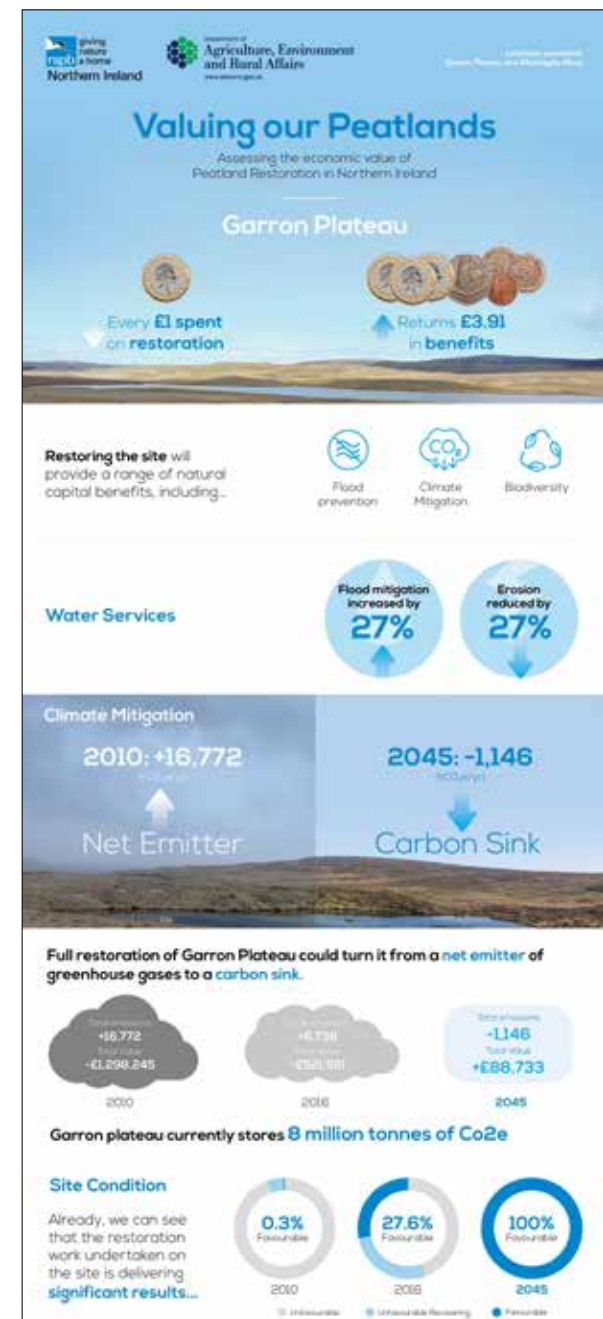 giving
nature
a home
rspb
Northern Ireland
Department of
Agriculture, Environment
and Rural Affairs
Valuing our Peatlands
Assessing the economic value of
Peatland Restoration in Northern Ireland
Garron Plateau
Every £1 spent
on restoration
Returns £3.91
in benefits
Restoring the site will
provide a range of natural
capital benefits, including...
Flood
prevention
CO2
Climate
Mitigation
Biodiversity
Water Services
Flood mitigation
increased by
27%
Erosion
reduced by
27%
Climate Mitigation
2010: +16,772
Net Emitter
2045: -1,146
Carbon Sink
Full restoration of Garron Plateau could turn it from a net emitter of
greenhouse gases to a carbon sink.
Total emissions
+16,772
Total value
-£1,298,245
2010
2016
Total emissions
-1,146
Total value
+£88,733
2045
Garron plateau currently stores 8 million tonnes of Co2e
Site Condition
Already, we can see
that the restoration
work undertaken on
the site is delivering
significant results...
0.3%
Favourable
2010
27.6%
Favourable
2016
100%
Favourable
2045
Unfavourable
Unfavourable Recovering
Favourable